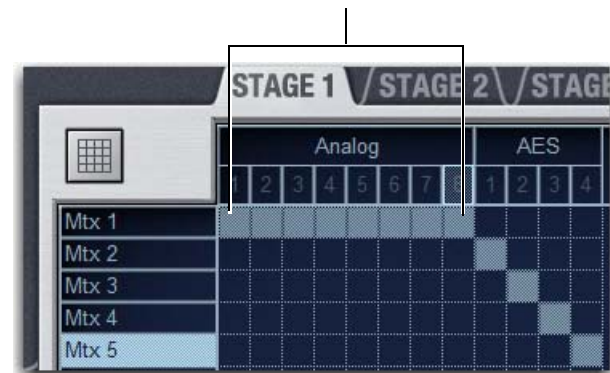 STAGE 1 STAGE 2 STAGE
Analog AES
1 2 3 4 5 6 7 8 1 2 3 4
Mtx 1
Mtx 2
Mtx 3
Mtx 4
Mtx 5